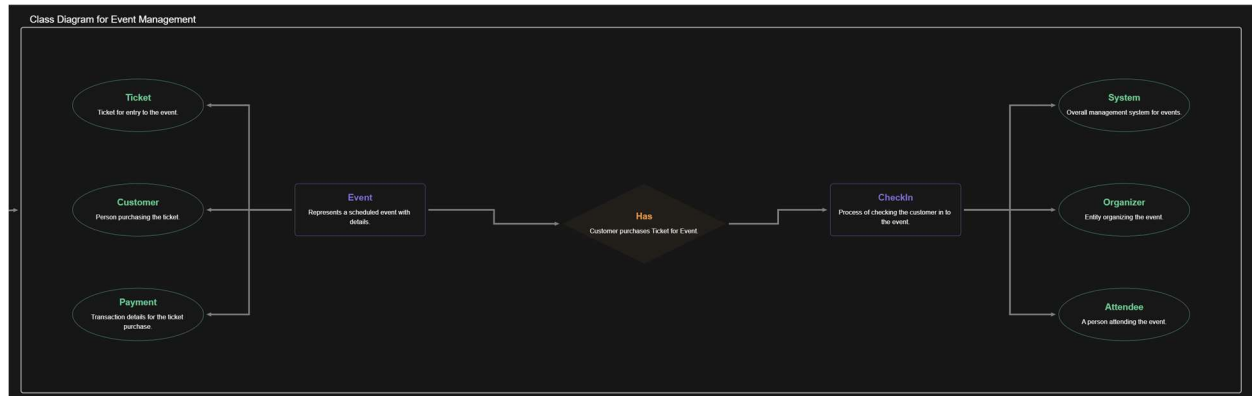 Class Diagram for Event Management
Ticket
Ticket for entry to the event.
Customer
Person purchasing the ticket.
Payment
Transaction details for the ticket
purchase.
Event
Represents a scheduled event with
details.
Has
Customer purchases Ticket for Event.
CheckIn
Process of checking the customer in to
the event.
System
Overall management system for events.
Organizer
Entity organizing the event.
Attendee
A person attending the event.